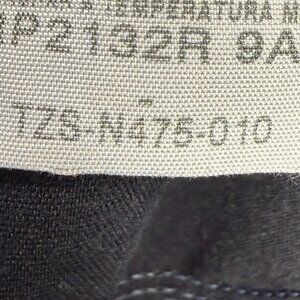 TEMPERATURA M
P2132R 9A
TZS-N475-010